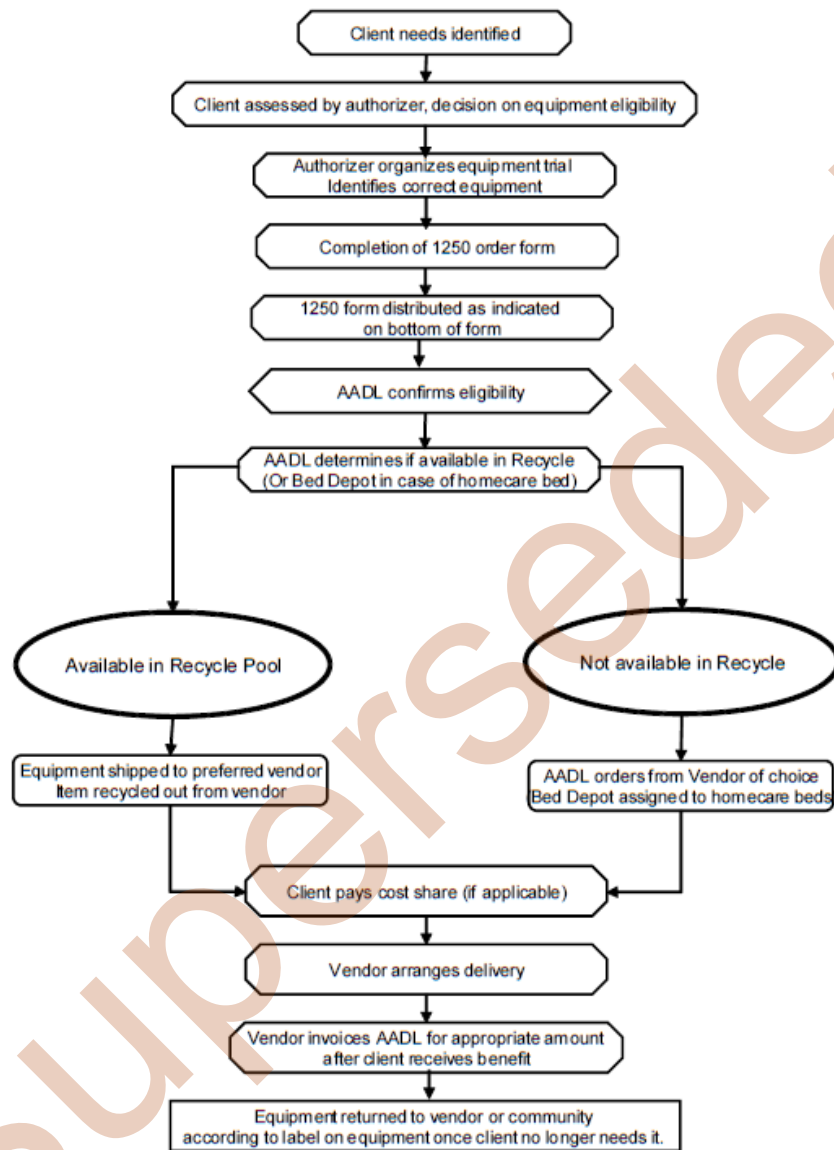 Client needs identified
Client assessed by authorizer, decision on equipment eligibility
Authorizer organizes equipment trial
Identifies correct equipment
Completion of 1250 order form
1250 form distributed as indicated
on bottom of form
AADL confirms eligibility
AADL determines if available in Recycle
(Or Bed Depot in case of homecare bed)
Available in Recycle Pool
Not available in Recycle
Equipment shipped to preferred vendor
Item recycled out from vendor
AADL orders from Vendor of choice
(Bed Depot assigned to homecare beds
Client pays cost share (if applicable)
Vendor arranges delivery
Vendor invoices AADL for appropriate amount
after client receives benefit
Equipment returned to vendor or community
according to label on equipment once client no longer needs it.
Superseded